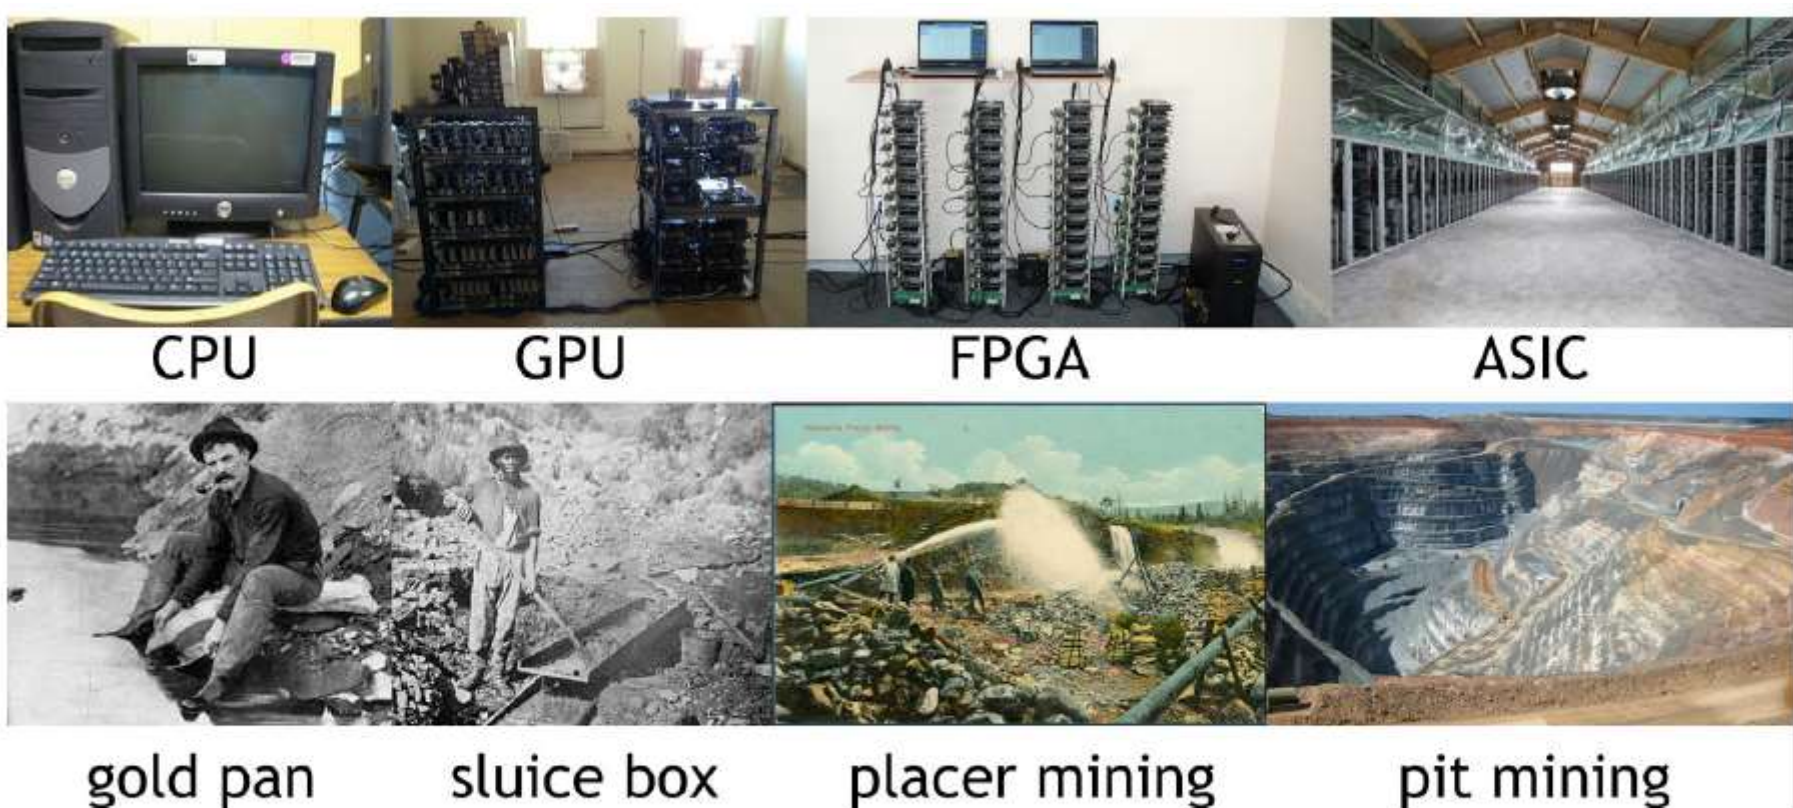 CPU
GPU
FPGA
ASIC
gold pan
sluice box
placer mining
pit mining